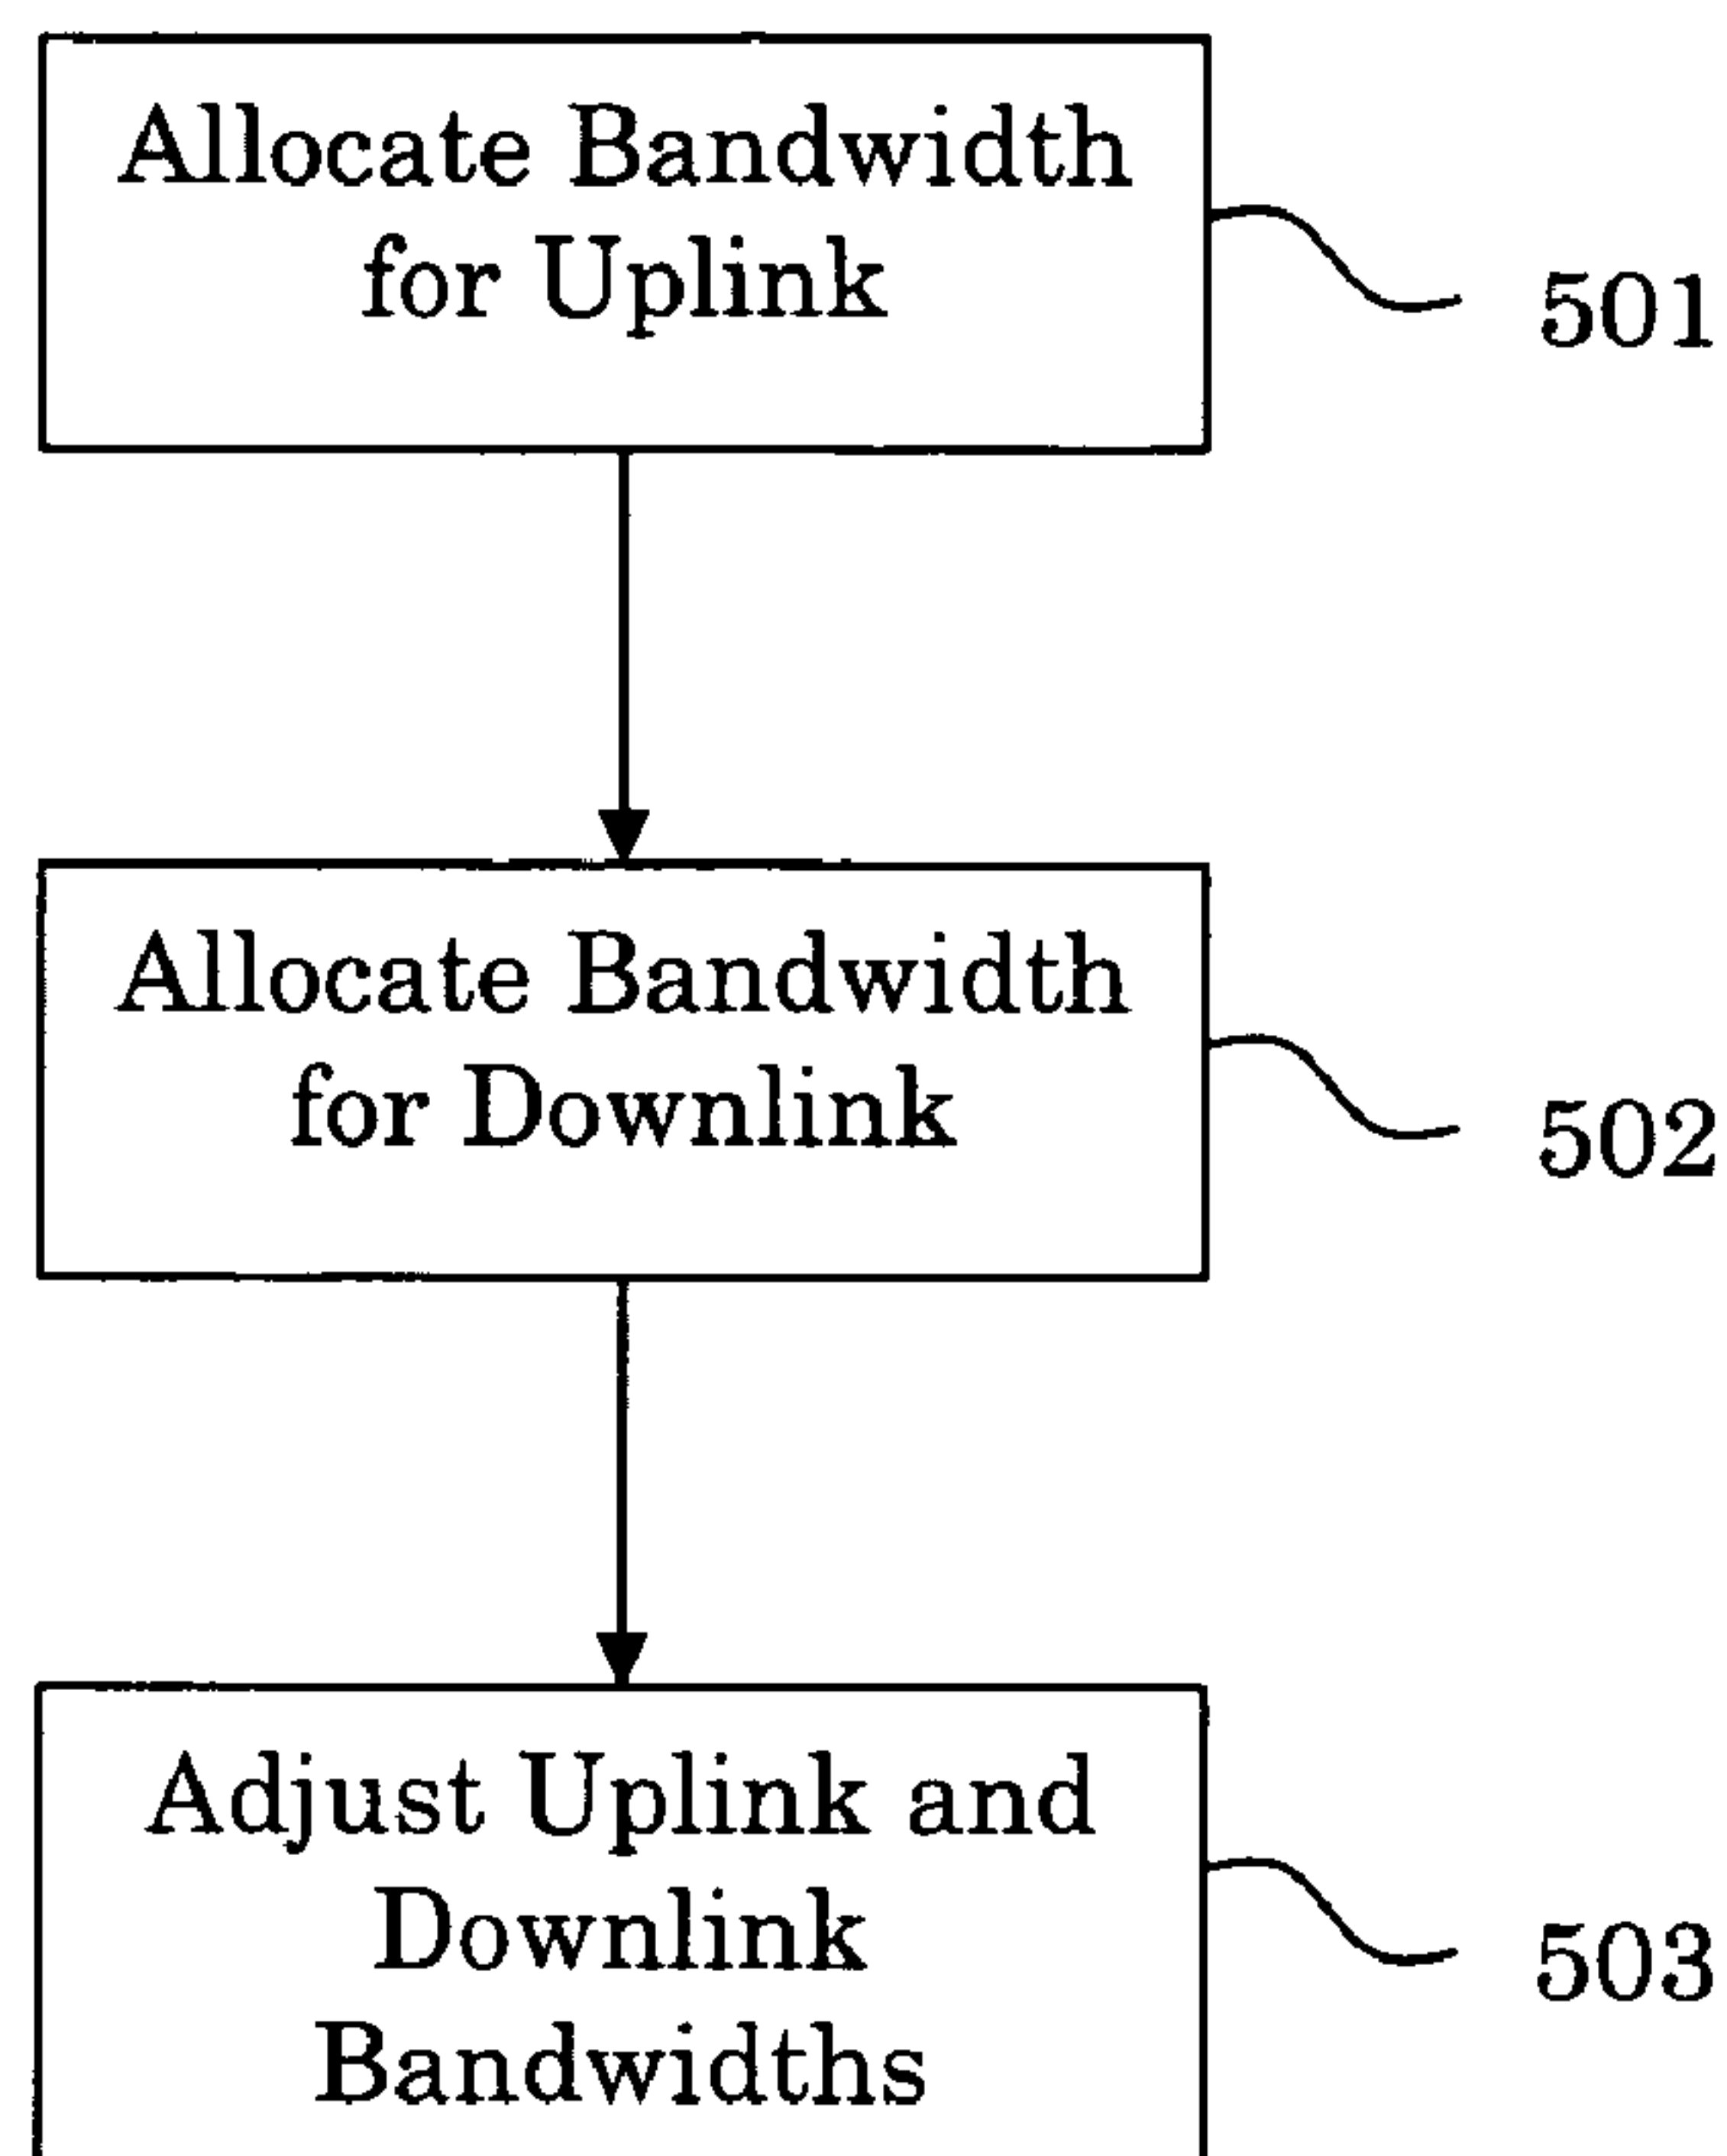 Allocate Bandwidth
for Uplink
501
Allocate Bandwidth
for Downlink
502
Adjust Uplink and
Downlink
Bandwidths
503